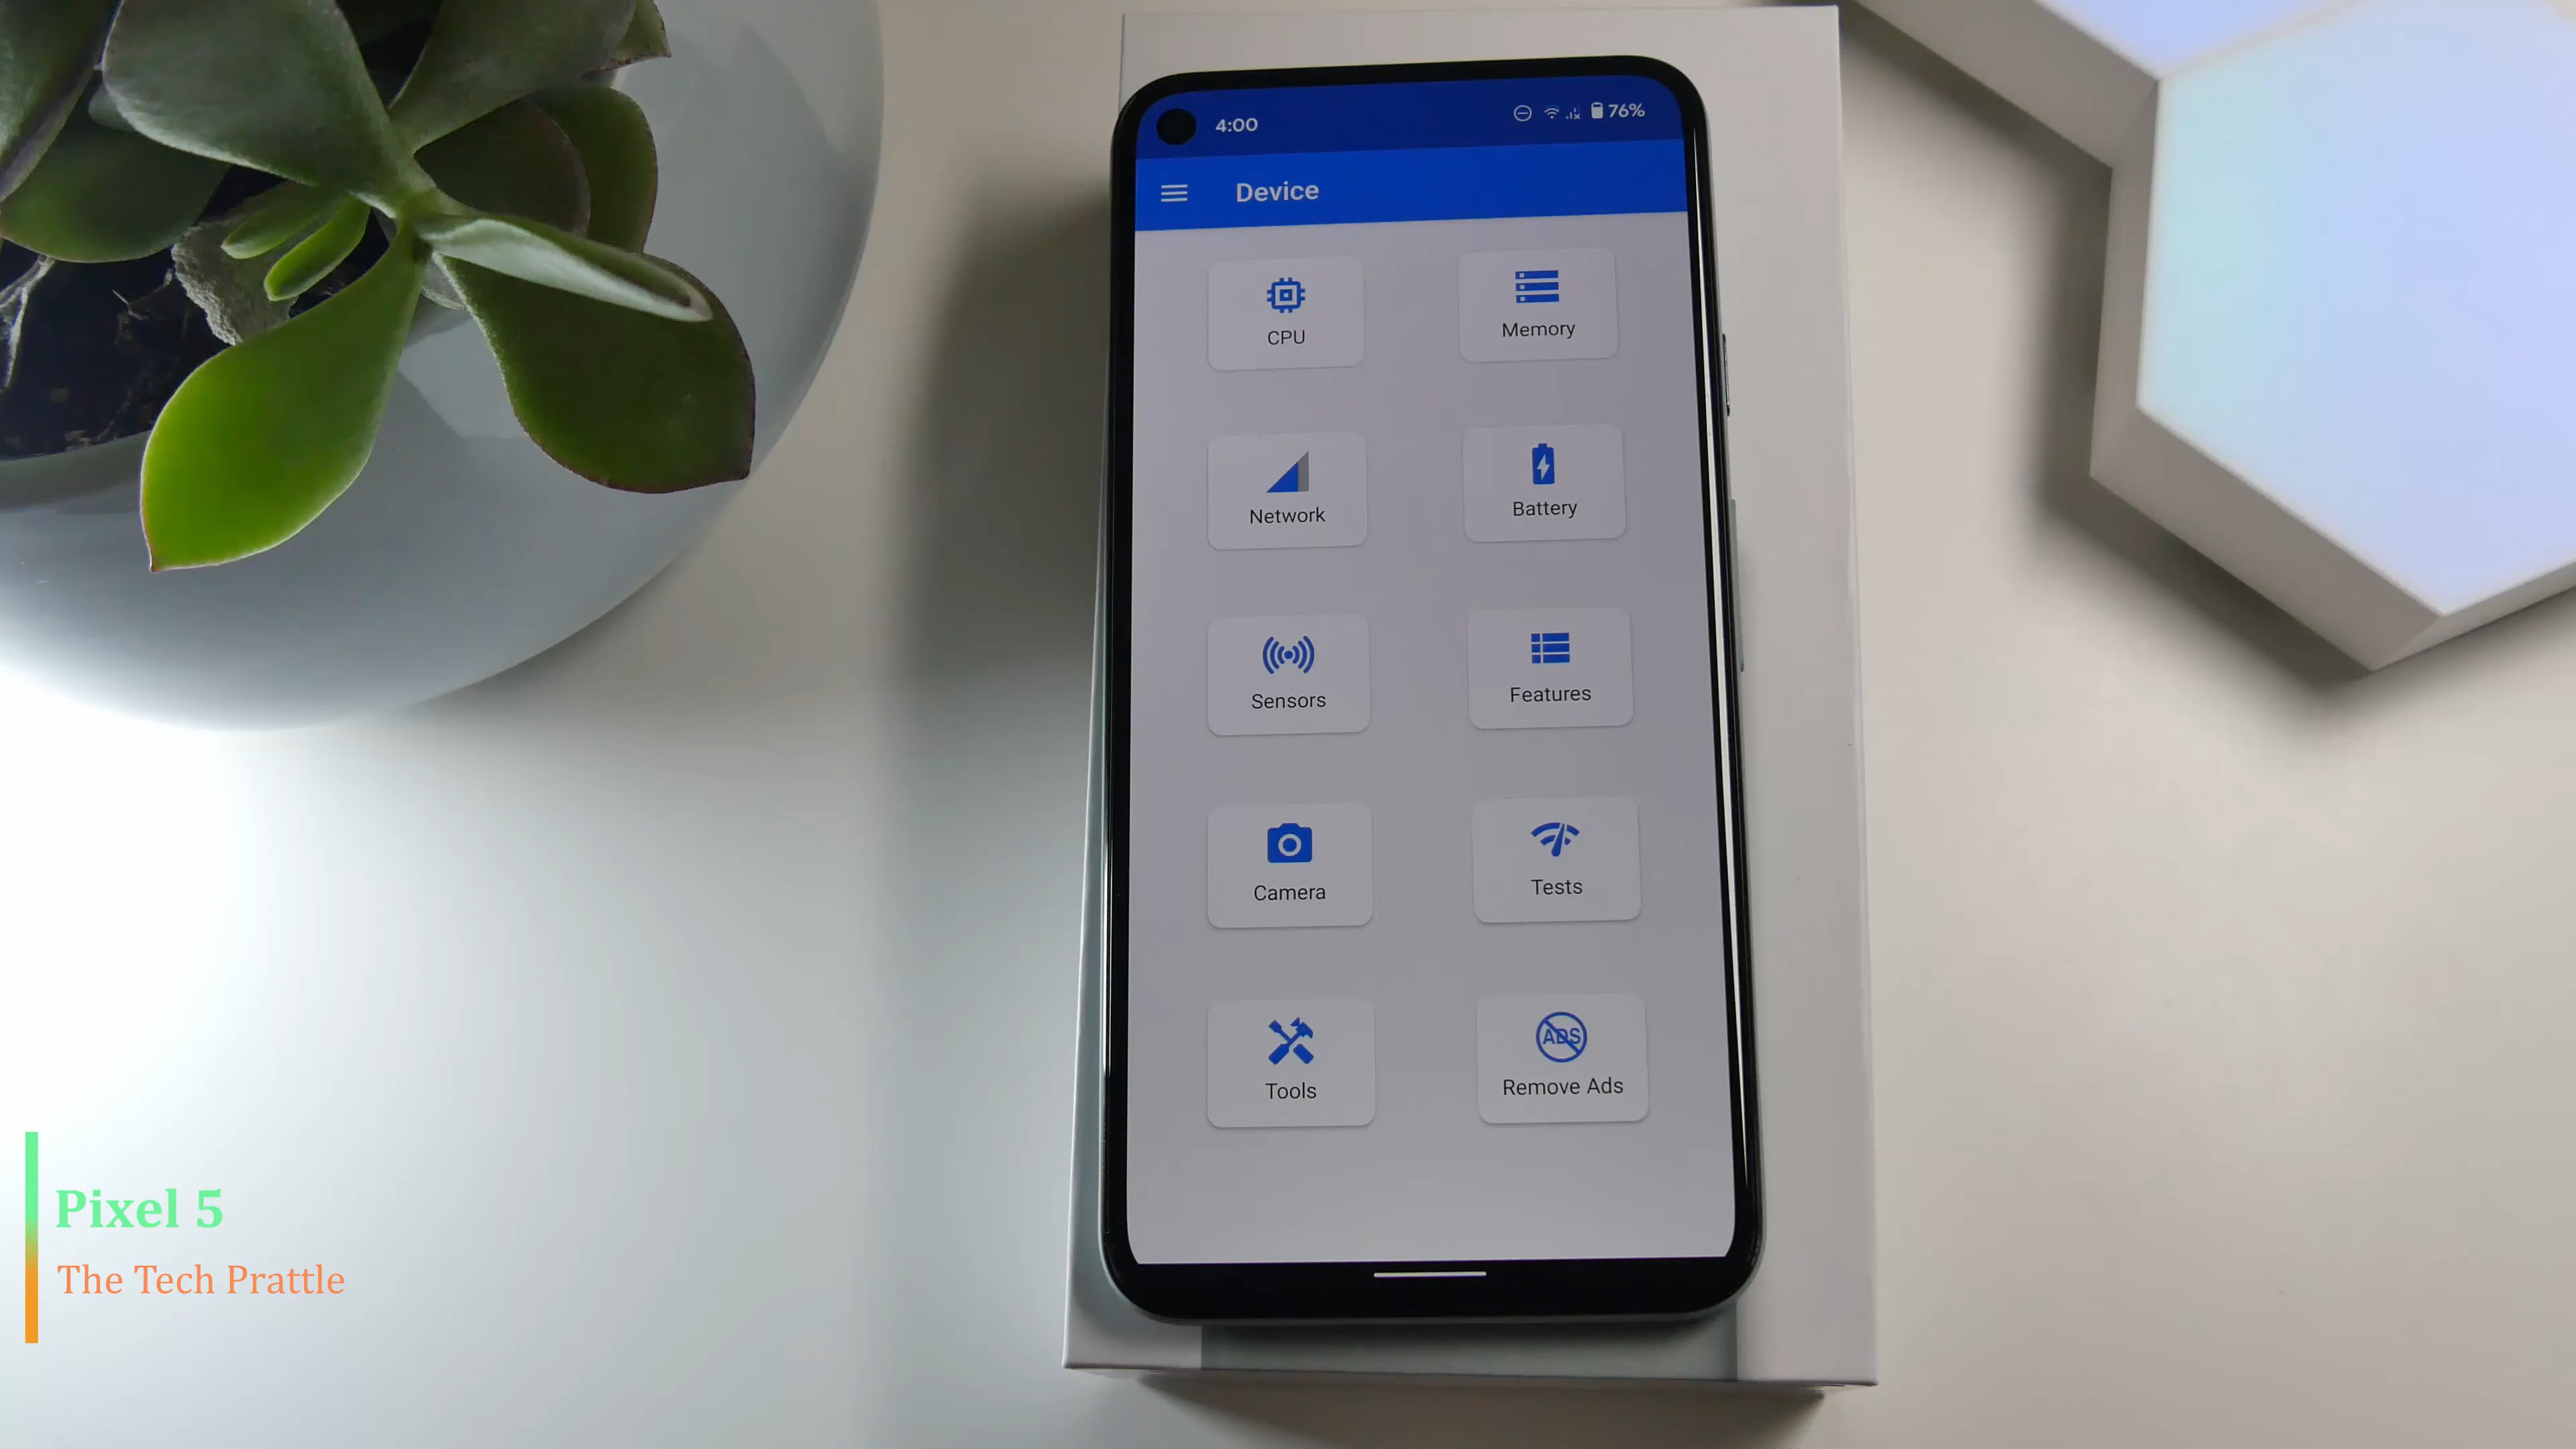 4:00
76%
Device
CPU
Memory
Network
Battery
Sensors
Features
Camera
Tests
Tools
ADS
Remove Ads
Pixel 5
The Tech Prattle